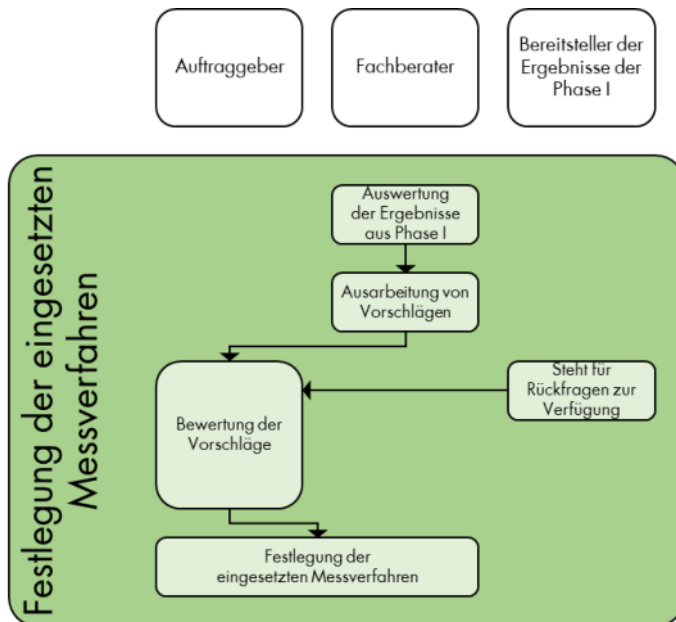 Auftraggeber
Fachberater
Bereitsteller der
Ergebnisse der
Phase I
Festlegung der eingesetzten
Messverfahren
Auswertung
der Ergebnisse
aus Phase I
Ausarbeitung von
Vorschlägen
Bewertung der
Vorschläge
Steht für
Rückfragen zur
Verfügung
Festlegung der
eingesetzten Messverfahren